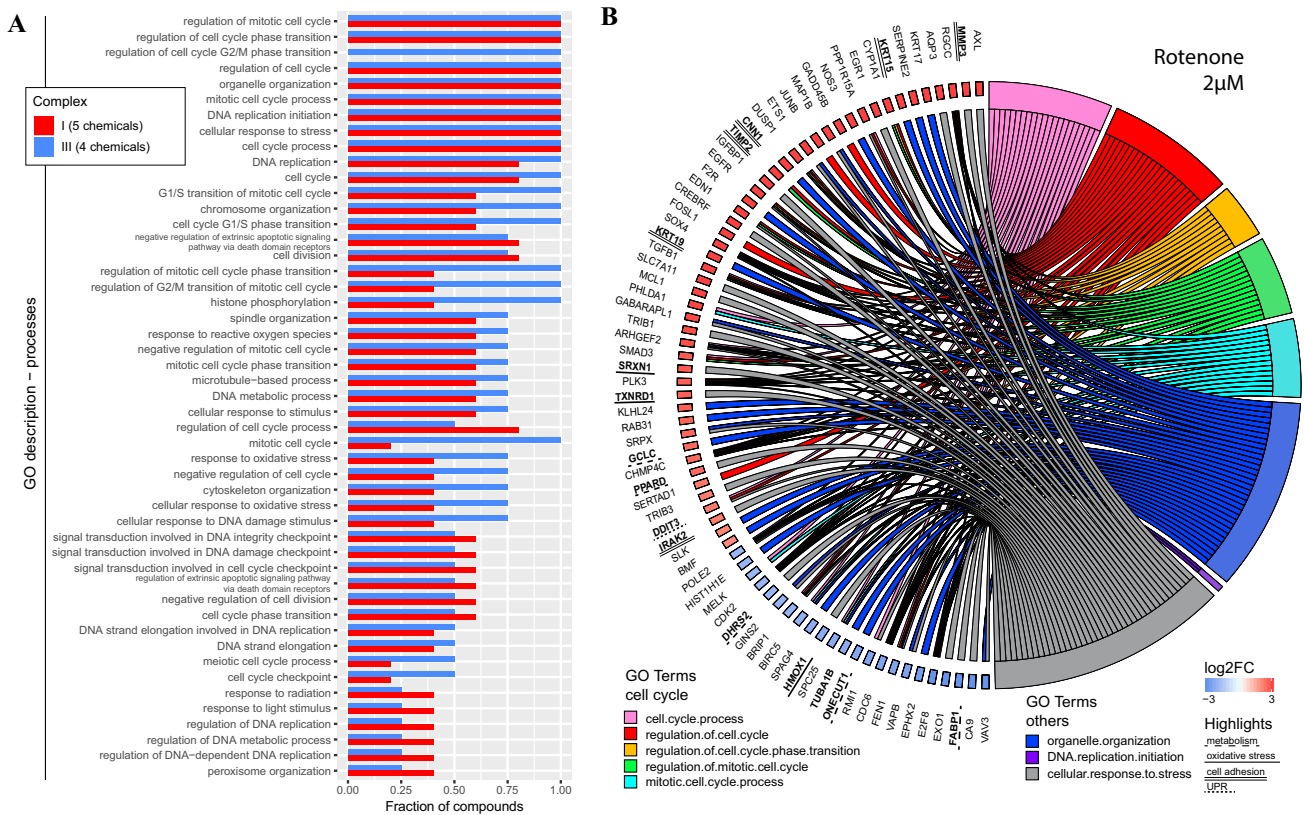 A
GO description – processes
Complex
I (5 chemicals)
III (4 chemicals)
regulation of mitotic cell cycle
regulation of cell cycle phase transition
regulation of cell cycle G2/M phase transition
regulation of cell cycle
organelle organization
mitotic cell cycle process
DNA replication initiation
cellular response to stress
cell cycle process
DNA replication
cell cycle
G1/S transition of mitotic cell cycle
chromosome organization
cell cycle G1/S phase transition
negative regulation of extrinsic apoptotic signaling
pathway via death domain receptors
cell division
regulation of mitotic cell cycle phase transition
regulation of G2/M transition of mitotic cell cycle
histone phosphorylation
spindle organization
response to reactive oxygen species
negative regulation of mitotic cell cycle
mitotic cell cycle phase transition
microtubule−based process
DNA metabolic process
cellular response to stimulus
regulation of cell cycle process
mitotic cell cycle
response to oxidative stress
negative regulation of cell cycle
cytoskeleton organization
cellular response to oxidative stress
cellular response to DNA damage stimulus
signal transduction involved in DNA integrity checkpoint
signal transduction involved in DNA damage checkpoint
signal transduction involved in cell cycle checkpoint
regulation of extrinsic apoptotic signaling pathway
via death domain receptors
negative regulation of cell division
cell cycle phase transition
DNA strand elongation involved in DNA replication
DNA strand elongation
meiotic cell cycle process
cell cycle checkpoint
response to radiation
response to light stimulus
regulation of DNA replication
regulation of DNA metabolic process
regulation of DNA−dependent DNA replication
peroxisome organization
0.00 0.25 0.50 0.75 1.00
Fraction of compounds
B
Rotenone
2µM
AXL
MMP3
RGCC
AQP3
KRT17
SERPINE2
KRT15
CYP1A1
EGR1
PPP1R15A
NOS3
GADD45B
MAP1B
JUNB
ETS1
DUSP1
CNN1
TIMP2
IGFBP1
EGFR
F2R
EDN1
CREBRF
FOSL1
SOX4
KRT19
TGFB1
SLC7A11
MCL1
PHLDA1
GABARAPL1
TRIB1
ARHGEF2
SMAD3
SRXN1
PLK3
TXNRD1
KLHL24
RAB31
SRPX
GCLC
CHMP4C
PPARD
SERTAD1
TRIB3
DDIT3
IRAK2
SLK
BMF
POLE2
HIST1H1E
MELK
CDK2
DHRS2
GINS2
BRIP1
BIRC5
SPAG4
HMOX1
SPC25
TUBA1B
ONECUT1
RMI1
CDC6
FEN1
VAPB
EPHX2
E2F8
EXO1
FABP1
CA9
VAV3
GO Terms
cell cycle
cell.cycle.process
regulation.of.cell.cycle
regulation.of.cell.cycle.phase.transition
regulation.of.mitotic.cell.cycle
mitotic.cell.cycle.process
GO Terms
others
organelle.organization
DNA.replication.initiation
cellular.response.to.stress
log2FC
−3 3
Highlights
metabolism
oxidative stress
cell adhesion
UPR